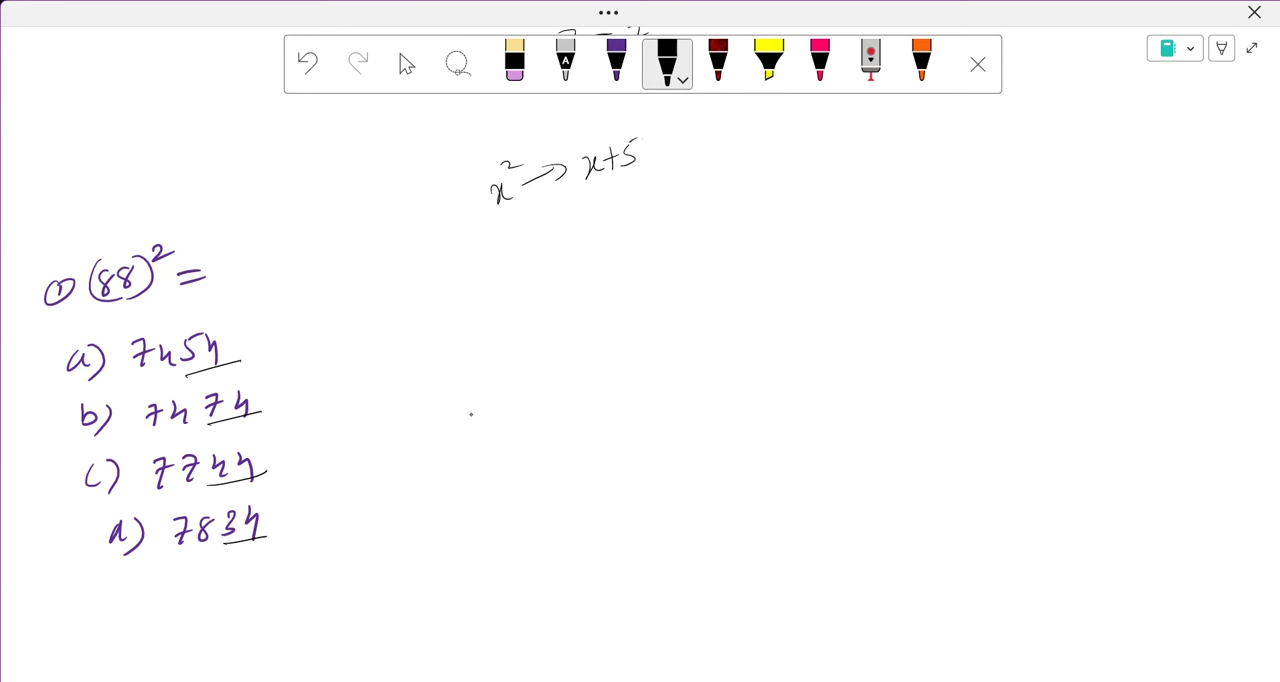 x² → x+5
① (88)² =
a) 7454
b) 7474
c) 7744
d) 7834